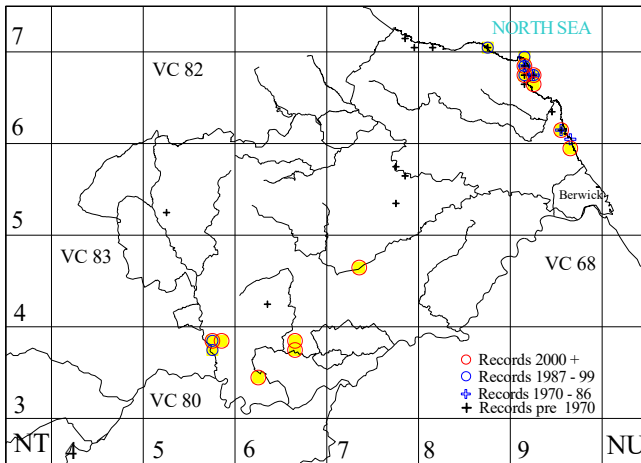 NORTH SEA
7
VC 82
6
Berwick
5
VC 83
VC 68
4
Records 2000 +
Records 1987 - 99
Records 1970 - 86
VC 80
Records pre 1970
3
NT 4 5 6 7 8 9 NU